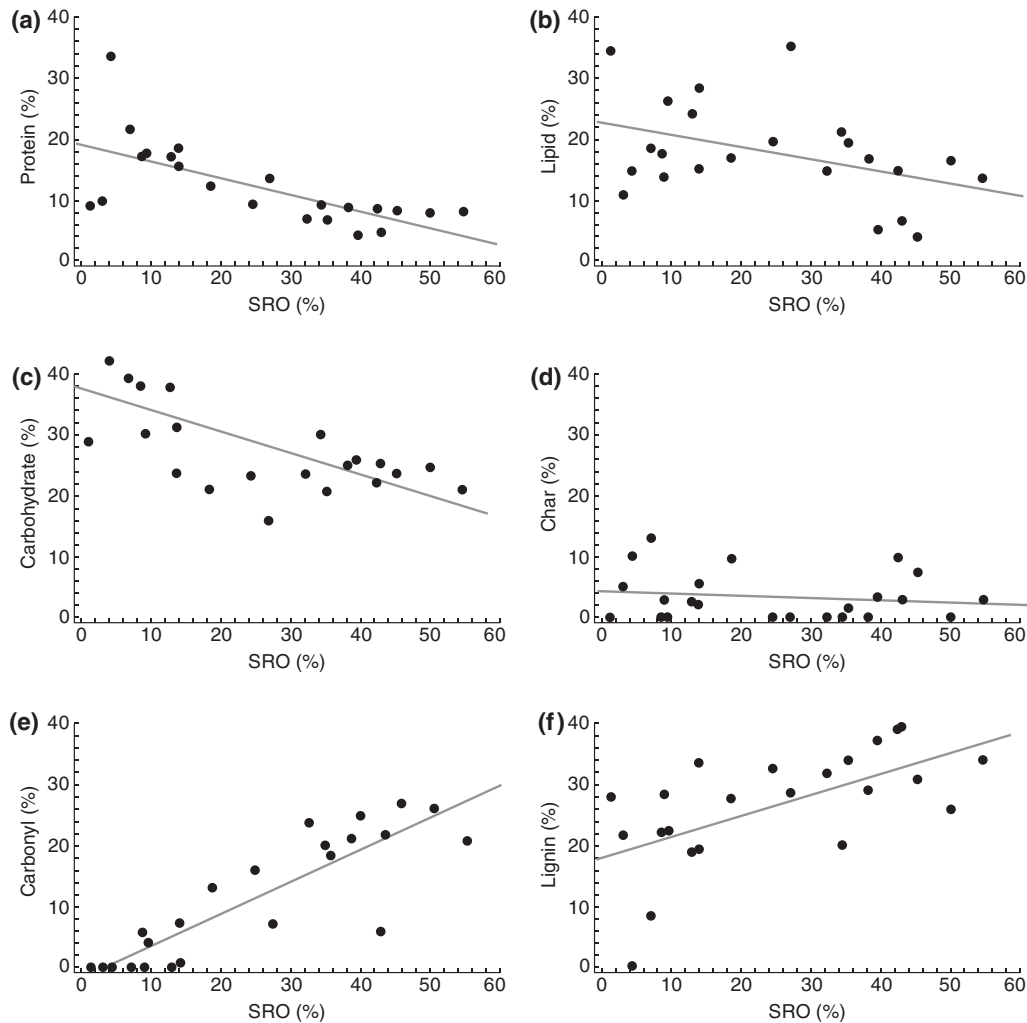 (a)
40
30
20
10
0
Protein (%)
0 10 20 30 40 50 60
SRO (%)
(b)
40
30
20
10
0
Lipid (%)
0 10 20 30 40 50 60
SRO (%)
(c)
40
30
20
10
0
Carbohydrate (%)
0 10 20 30 40 50 60
SRO (%)
(d)
40
30
20
10
0
Char (%)
0 10 20 30 40 50 60
SRO (%)
(e)
40
30
20
10
0
Carbonyl (%)
0 10 20 30 40 50 60
SRO (%)
(f)
40
30
20
10
0
Lignin (%)
0 10 20 30 40 50 60
SRO (%)